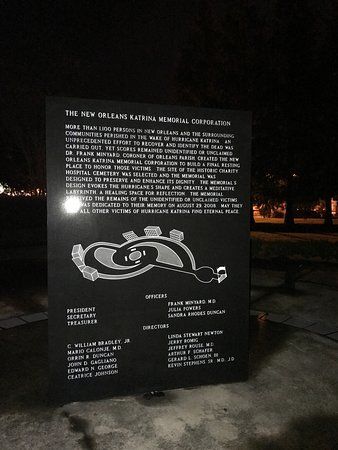 THE NEW ORLEANS KATRINA MEMORIAL CORPORATION
MORE THAN 1,100 PERSONS IN NEW ORLEANS AND THE SURROUNDING
COMMUNITIES PERISHED IN THE WAKE OF HURRICANE KATRINA. AN
UNPRECEDENTED EFFORT TO RECOVER AND IDENTIFY THE DEAD WAS
CARRIED OUT, YET SCORES REMAINED UNIDENTIFIED OR UNCLAIMED.
DR. FRANK MINYARD, CORONER OF ORLEANS PARISH, CREATED THE NEW
ORLEANS KATRINA MEMORIAL CORPORATION TO BUILD A FINAL RESTING
PLACE TO HONOR THOSE VICTIMS. THE SITE OF THE HISTORIC CHARITY
HOSPITAL CEMETERY WAS SELECTED AND THE MEMORIAL WAS
DESIGNED TO PRESERVE AND ENHANCE ITS DIGNITY. THE MEMORIAL'S
DESIGN EVOKES THE HURRICANE'S SHAPE AND CREATES A MEDITATIVE
LABYRINTH, A HEALING SPACE FOR REFLECTION. THE MEMORIAL
RECEIVED THE REMAINS OF THE UNIDENTIFIED OR UNCLAIMED VICTIMS
WAS DEDICATED TO THEIR MEMORY ON AUGUST 29, 2008. MAY THEY
ALL OTHER VICTIMS OF HURRICANE KATRINA FIND ETERNAL PEACE.
OFFICERS
PRESIDENT FRANK MINYARD, M.D.
SECRETARY JULIA POWERS
TREASURER SANDRA RHODES DUNCAN
DIRECTORS
C. WILLIAM BRADLEY, JR. LINDA STEWART NEWTON
MARIO CALONJE, M.D. JERRY ROMIG
ORRIN R. DUNCAN JEFFREY ROUSE, M.D.
JOHN D. GAGLIANO ARTHUR F. SCHAFER
EDWARD N. GEORGE GERARD L. SCHOEN, III
CEATRICE JOHNSON KEVIN STEPHENS SR., M.D., J.D.